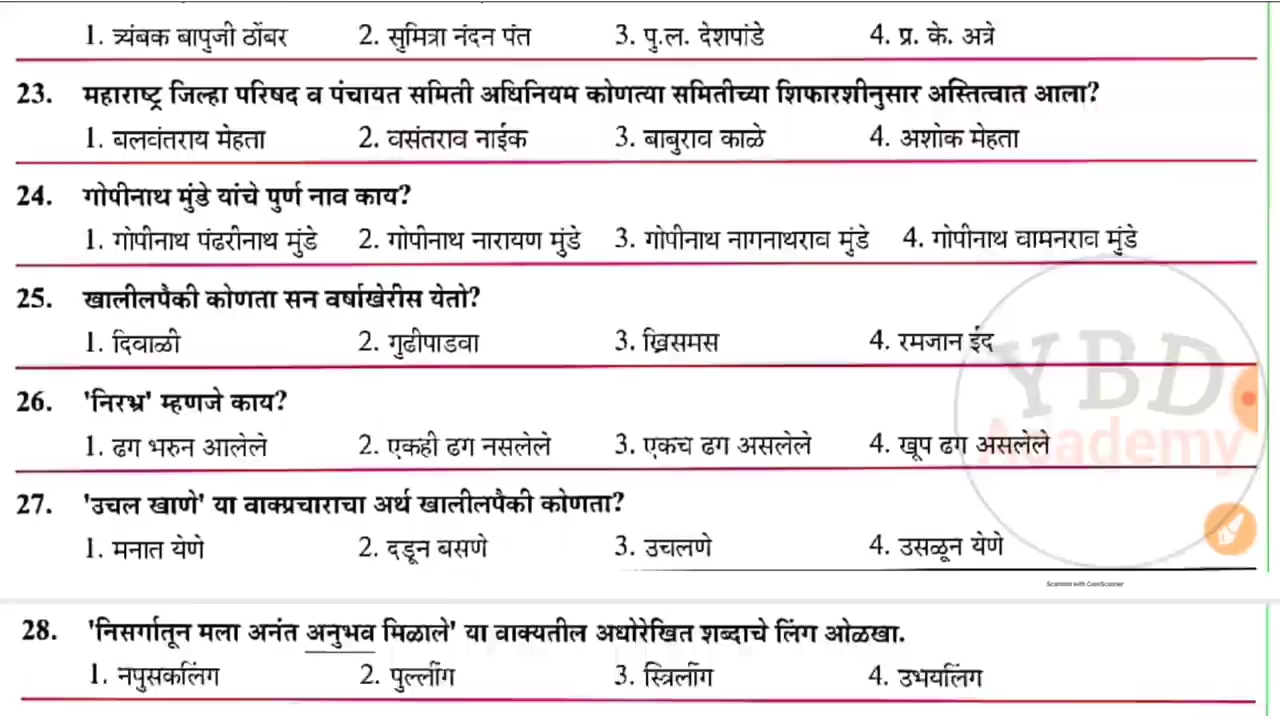 1. त्र्यंबक बापुजी ठोंबर 2. सुमित्रा नंदन पंत 3. पु.ल. देशपांडे 4. प्र. के. अत्रे
23. महाराष्ट्र जिल्हा परिषद व पंचायत समिती अधिनियम कोणत्या समितीच्या शिफारशीनुसार अस्तित्वात आला?
1. बलवंतराय मेहता 2. वसंतराव नाईक 3. बाबुराव काळे 4. अशोक मेहता
24. गोपीनाथ मुंडे यांचे पुर्ण नाव काय?
1. गोपीनाथ पंढरीनाथ मुंडे 2. गोपीनाथ नारायण मुंडे 3. गोपीनाथ नागनाथराव मुंडे 4. गोपीनाथ वामनराव मुंडे
25. खालीलपैकी कोणता सन वर्षाखेरीस येतो?
1. दिवाळी 2. गुढीपाडवा 3. ख्रिसमस 4. रमजान ईद
YBD
26. 'निरभ्र' म्हणजे काय?
1. ढग भरुन आलेले 2. एकही ढग नसलेले 3. एकच ढग असलेले 4. खूप ढग असलेले
Academy
27. 'उचल खाणे' या वाक्प्रचाराचा अर्थ खालीलपैकी कोणता?
1. मनात येणे 2. दडून बसणे 3. उचलणे 4. उसळून येणे
Scanned with CamScanner
28. 'निसर्गातून मला अनंत अनुभव मिळाले' या वाक्यतील अधोरेखित शब्दाचे लिंग ओळखा.
1. नपुसकलिंग 2. पुर्ल्लीग 3. स्त्रिर्लीग 4. उभयलिंग